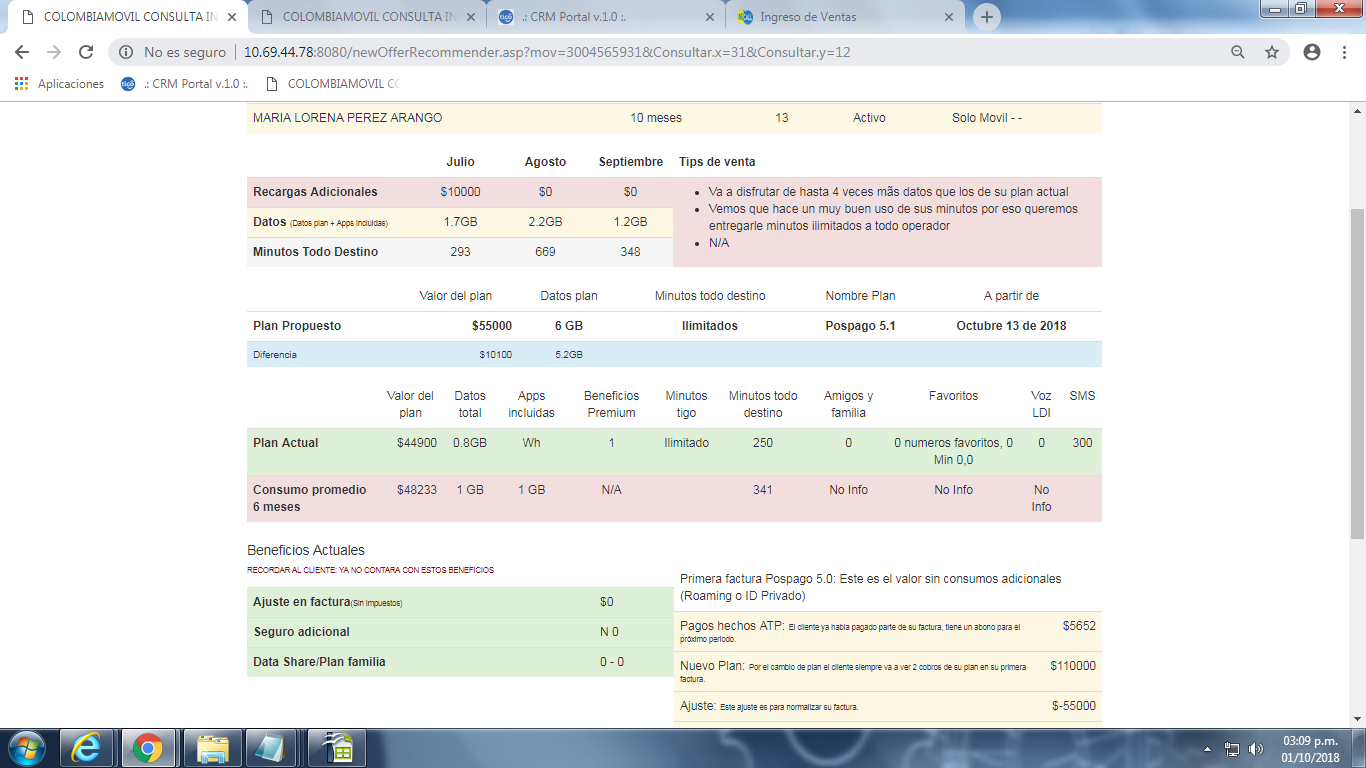 COLOMBIAMOVIL CONSULTA IN
COLOMBIAMOVIL CONSULTA IN
.: CRM Portal v.1.0 :.
Ingreso de Ventas
No es seguro
10.69.44.78:8080/newOfferRecommender.asp?mov=3004565931&Consultar.x=31&Consultar.y=12
Aplicaciones
.: CRM Portal v.1.0 :.
COLOMBIAMOVIL CO
MARIA LORENA PEREZ ARANGO 10 meses 13 Activo Solo Movil - -
Julio Agosto Septiembre Tips de venta
Recargas Adicionales $10000 $0 $0
Datos (Datos plan + Apps incluidas) 1.7GB 2.2GB 1.2GB
Minutos Todo Destino 293 669 348
Va a disfrutar de hasta 4 veces mãs datos que los de su plan actual
Vemos que hace un muy buen uso de sus minutos por eso queremos
entregarle minutos ilimitados a todo operador
N/A
Valor del plan Datos plan Minutos todo destino Nombre Plan A partir de
Plan Propuesto $55000 6 GB Ilimitados Pospago 5.1 Octubre 13 de 2018
Diferencia $10100 5.2GB
Valor del plan Datos total Apps incluidas Beneficios Premium Minutos tigo Minutos todo destino Amigos y familia Favoritos Voz LDI SMS
Plan Actual $44900 0.8GB Wh 1 Ilimitado 250 0 0 numeros favoritos, 0 Min 0,0 0 300
Consumo promedio 6 meses $48233 1 GB 1 GB N/A 341 No Info No Info No Info
Beneficios Actuales
RECORDAR AL CLIENTE: YA NO CONTARA CON ESTOS BENEFICIOS
Ajuste en factura(Sin impuestos) $0
Seguro adicional N 0
Data Share/Plan familia 0 - 0
Primera factura Pospago 5.0: Este es el valor sin consumos adicionales
(Roaming o ID Privado)
Pagos hechos ATP: El cliente ya habia pagado parte de su factura, tiene un abono para el $5652
próximo periodo.
Nuevo Plan: Por el cambio de plan el cliente siempre va a ver 2 cobros de su plan en su primera $110000
factura.
Ajuste: Este ajuste es para normalizar su factura. $-55000
03:09 p.m.
01/10/2018